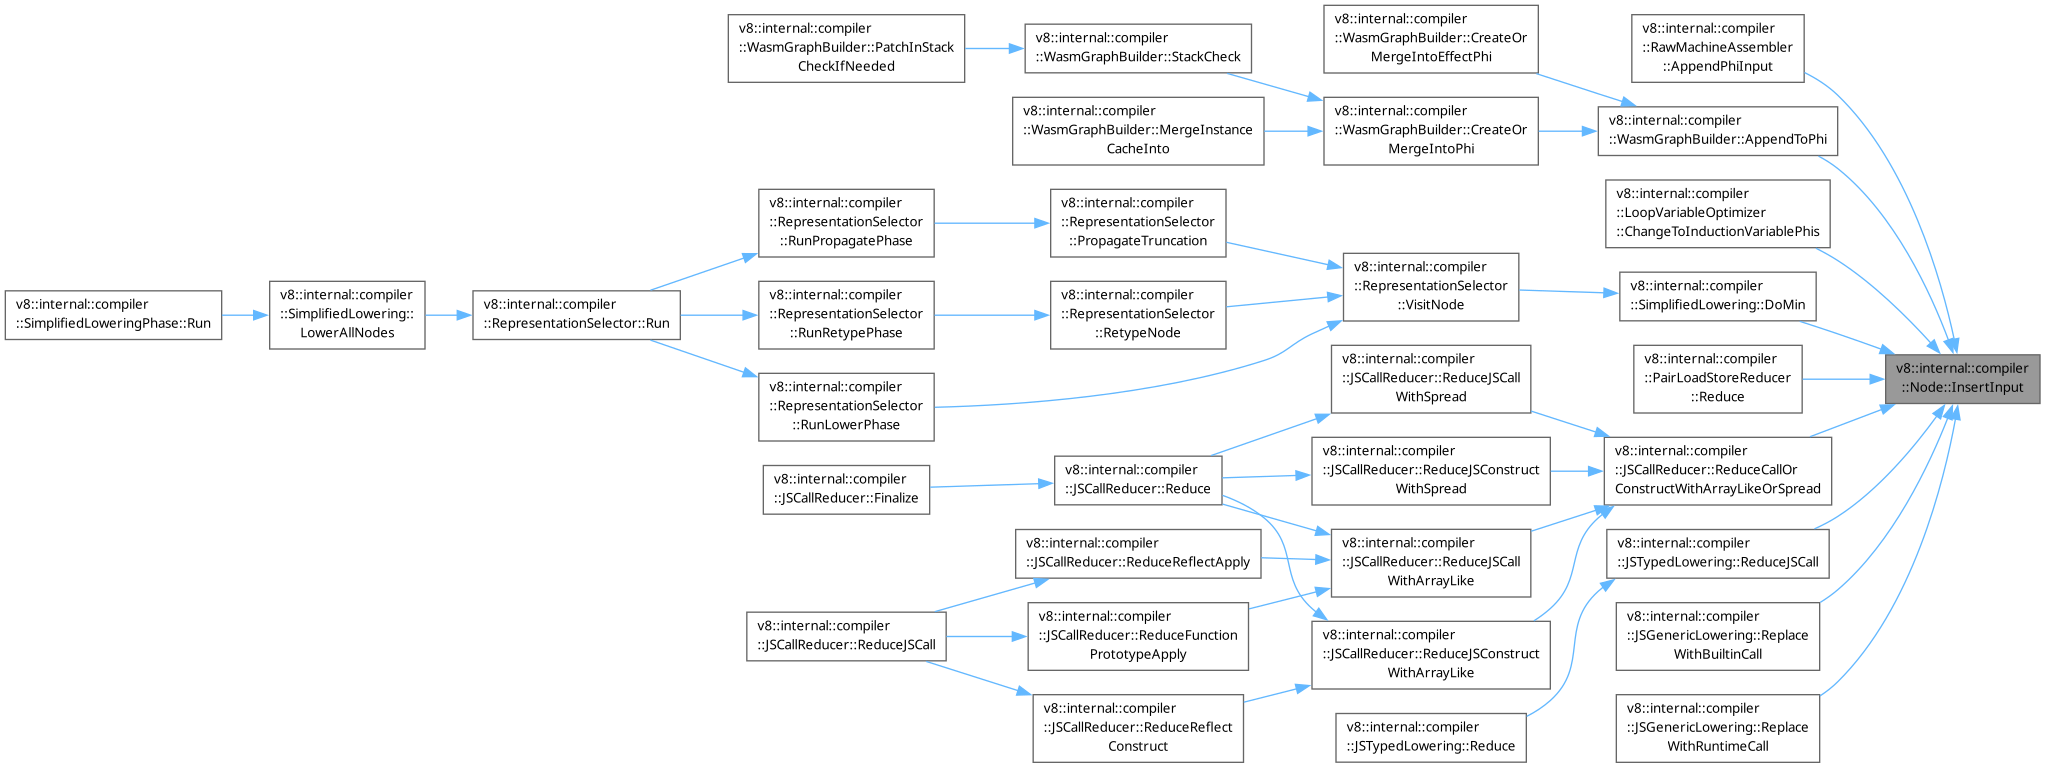 v8::internal::compiler
::SimplifiedLoweringPhase::Run
v8::internal::compiler
::SimplifiedLowering::
LowerAllNodes
v8::internal::compiler
::RepresentationSelector::Run
v8::internal::compiler
::WasmGraphBuilder::PatchInStack
CheckIfNeeded
v8::internal::compiler
::RepresentationSelector
::RunPropagatePhase
v8::internal::compiler
::RepresentationSelector
::RunRetypePhase
v8::internal::compiler
::RepresentationSelector
::RunLowerPhase
v8::internal::compiler
::JSCallReducer::Finalize
v8::internal::compiler
::JSCallReducer::ReduceJSCall
v8::internal::compiler
::WasmGraphBuilder::StackCheck
v8::internal::compiler
::WasmGraphBuilder::MergeInstance
CacheInto
v8::internal::compiler
::RepresentationSelector
::PropagateTruncation
v8::internal::compiler
::RepresentationSelector
::RetypeNode
v8::internal::compiler
::JSCallReducer::Reduce
v8::internal::compiler
::JSCallReducer::ReduceReflectApply
v8::internal::compiler
::JSCallReducer::ReduceFunction
PrototypeApply
v8::internal::compiler
::JSCallReducer::ReduceReflect
Construct
v8::internal::compiler
::WasmGraphBuilder::CreateOr
MergeIntoEffectPhi
v8::internal::compiler
::WasmGraphBuilder::CreateOr
MergeIntoPhi
v8::internal::compiler
::RepresentationSelector
::VisitNode
v8::internal::compiler
::JSCallReducer::ReduceJSCall
WithSpread
v8::internal::compiler
::JSCallReducer::ReduceJSConstruct
WithSpread
v8::internal::compiler
::JSCallReducer::ReduceJSCall
WithArrayLike
v8::internal::compiler
::JSCallReducer::ReduceJSConstruct
WithArrayLike
v8::internal::compiler
::JSTypedLowering::Reduce
v8::internal::compiler
::RawMachineAssembler
::AppendPhiInput
v8::internal::compiler
::WasmGraphBuilder::AppendToPhi
v8::internal::compiler
::LoopVariableOptimizer
::ChangeToInductionVariablePhis
v8::internal::compiler
::SimplifiedLowering::DoMin
v8::internal::compiler
::PairLoadStoreReducer
::Reduce
v8::internal::compiler
::JSCallReducer::ReduceCallOr
ConstructWithArrayLikeOrSpread
v8::internal::compiler
::JSTypedLowering::ReduceJSCall
v8::internal::compiler
::JSGenericLowering::Replace
WithBuiltinCall
v8::internal::compiler
::JSGenericLowering::Replace
WithRuntimeCall
v8::internal::compiler
::Node::InsertInput